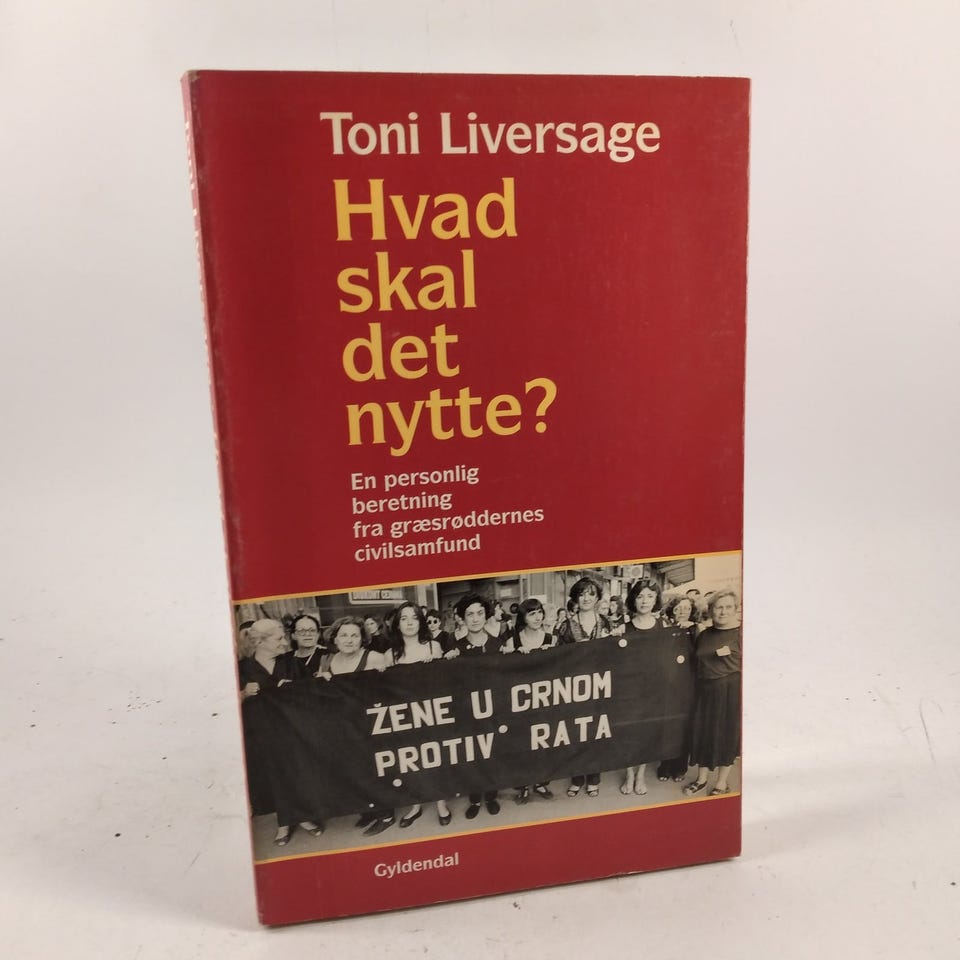 Toni Liversage
Hvad
skal
det
nytte?
En personlig
beretning
fra græsrøddernes
civilsamfund
ŽENE U CRNOM
PROTIV RATA
Gyldendal